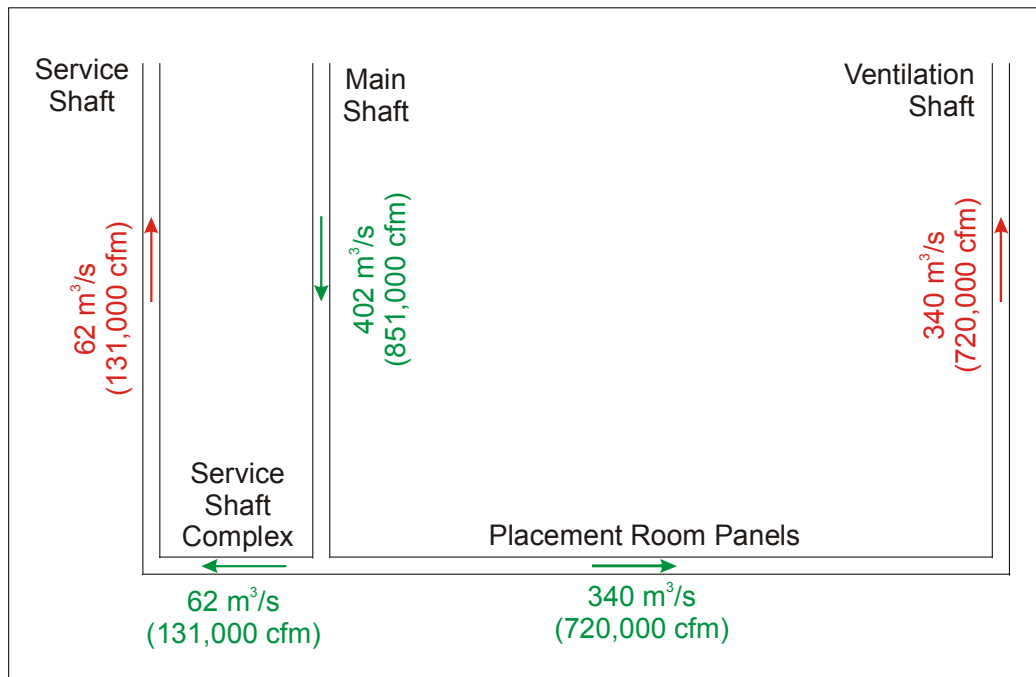 Service
Shaft
Main
Shaft
Ventilation
Shaft
62 m³/s
(131,000 cfm)
402 m³/s
(851,000 cfm)
340 m³/s
(720,000 cfm)
Service
Shaft
Complex
Placement Room Panels
62 m³/s
(131,000 cfm)
340 m³/s
(720,000 cfm)